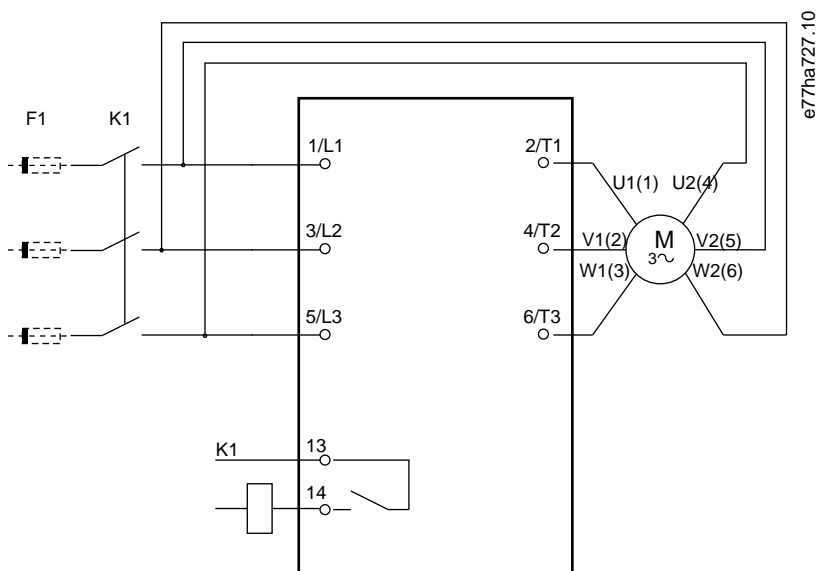 e77ha727.10
F1
K1
1/L1
2/T1
U1(1)
U2(4)
3/L2
4/T2
V1(2)
M
3~
V2(5)
W1(3)
W2(6)
5/L3
6/T3
K1
13
14